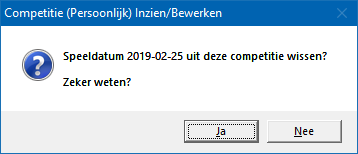 Competitie (Persoonlijk) Inzien/Bewerken
Speeldatum 2019-02-25 uit deze competitie wissen?
Zeker weten?
Ja
Nee